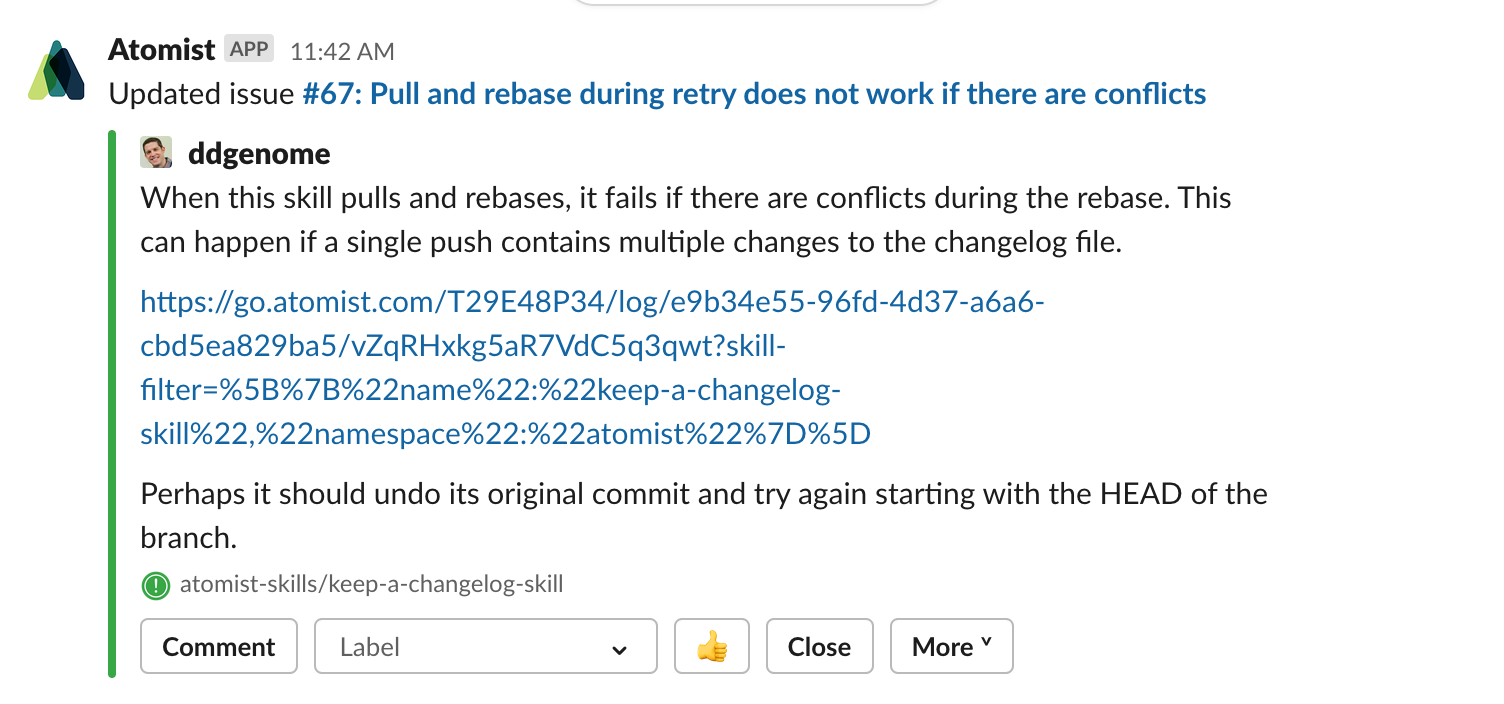 Atomist APP 11:42 AM
Updated issue #67: Pull and rebase during retry does not work if there are conflicts
ddgenome
When this skill pulls and rebases, it fails if there are conflicts during the rebase. This
can happen if a single push contains multiple changes to the changelog file.
https://go.atomist.com/T29E48P34/log/e9b34e55-96fd-4d37-a6a6-
cbd5ea829ba5/vZqRHxkg5aR7VdC5q3qwt?skill-
filter=%5B%7B%22name%22:%22keep-a-changelog-
skill%22,%22namespace%22:%22atomist%22%7D%5D
Perhaps it should undo its original commit and try again starting with the HEAD of the
branch.
atomist-skills/keep-a-changelog-skill
Comment Label 👍 Close More